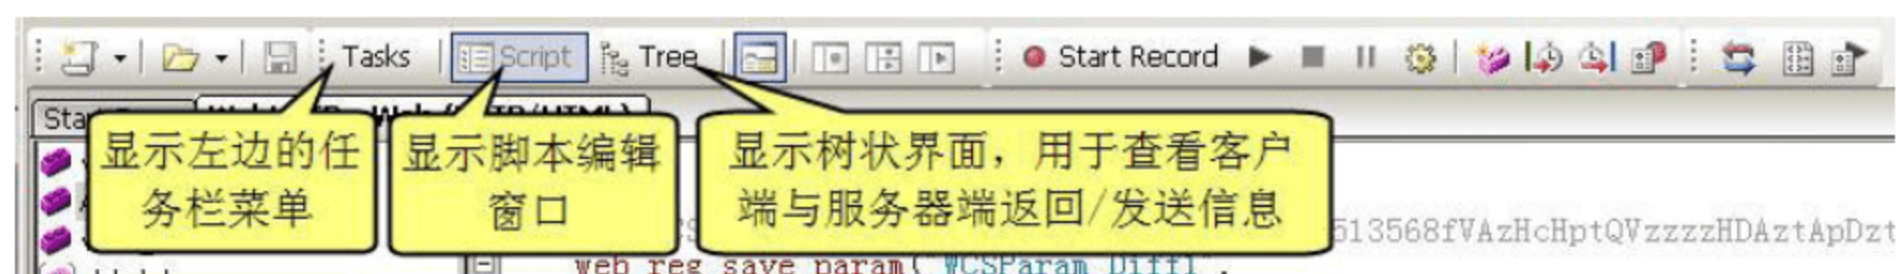 Tasks Script Tree Start Record
显示左边的任
务栏菜单
显示脚本编辑
窗口
显示树状界面，用于查看客户
端与服务器端返回/发送信息
513568fVAzHcHptQVzzzzHDAztApDzt
web_reg_save_param("WCSParam_Diff1",